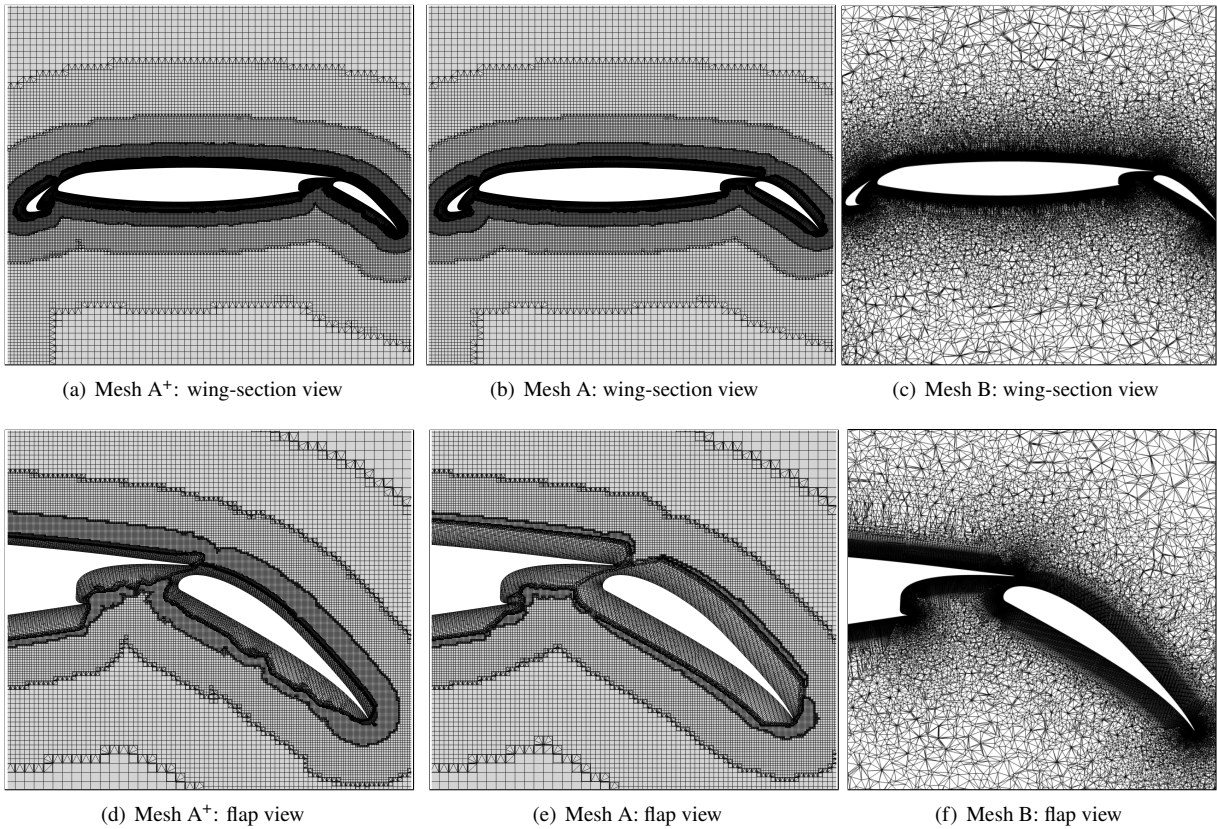 (a) Mesh A⁺: wing-section view
(b) Mesh A: wing-section view
(c) Mesh B: wing-section view
(d) Mesh A⁺: flap view
(e) Mesh A: flap view
(f) Mesh B: flap view